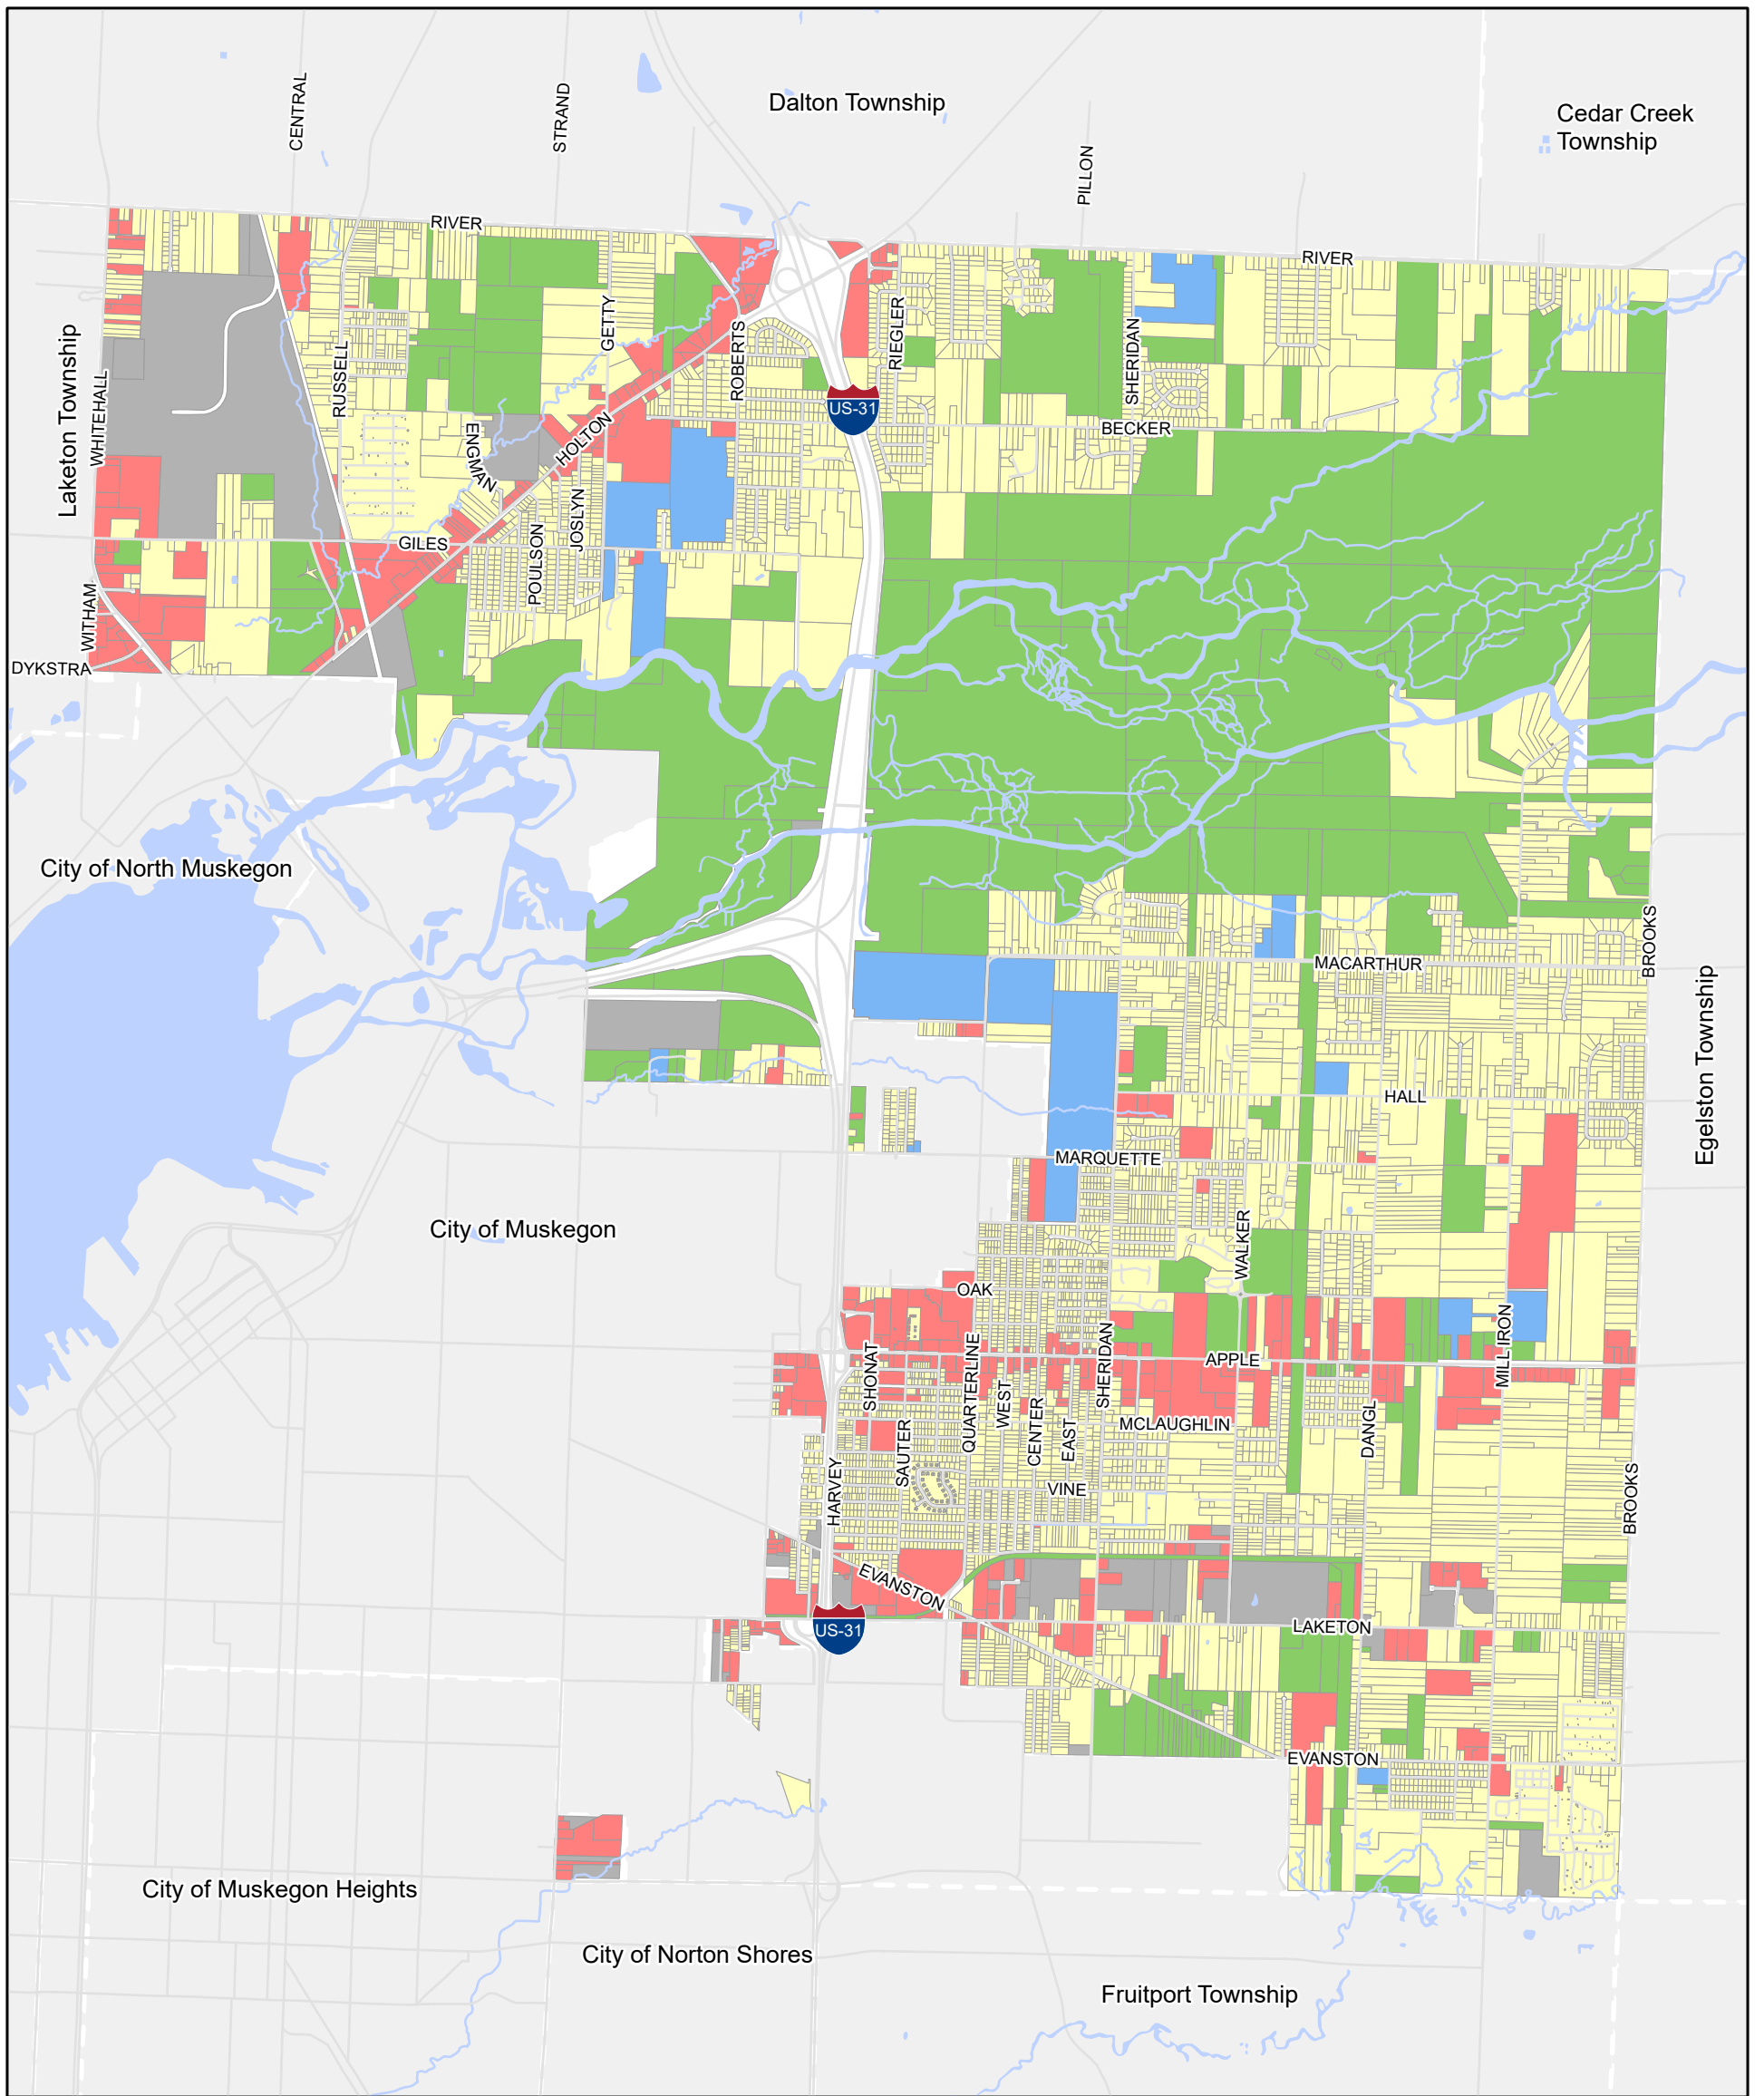 Dalton Township
Cedar Creek
Township
CENTRAL
STRAND
PILLON
RIVER
RIVER
Laketon Township
WHITEHALL
RUSSELL
GETTY
ROBERTS
RIEGLER
SHERIDAN
US-31
BECKER
ENGMAN
HOLTON
JOSLYN
POULSON
GILES
WITHAM
DYKSTRA
City of North Muskegon
MACARTHUR
BROOKS
Egelston Township
HALL
MARQUETTE
City of Muskegon
WALKER
OAK
MILL IRON
SHONAT
QUARTERLINE
SHERIDAN
APPLE
WEST
CENTER
EAST
MCLAUGHLIN
DANGL
SAUTER
HARVEY
VINE
BROOKS
EVANSTON
US-31
LAKETON
EVANSTON
City of Muskegon Heights
City of Norton Shores
Fruitport Township